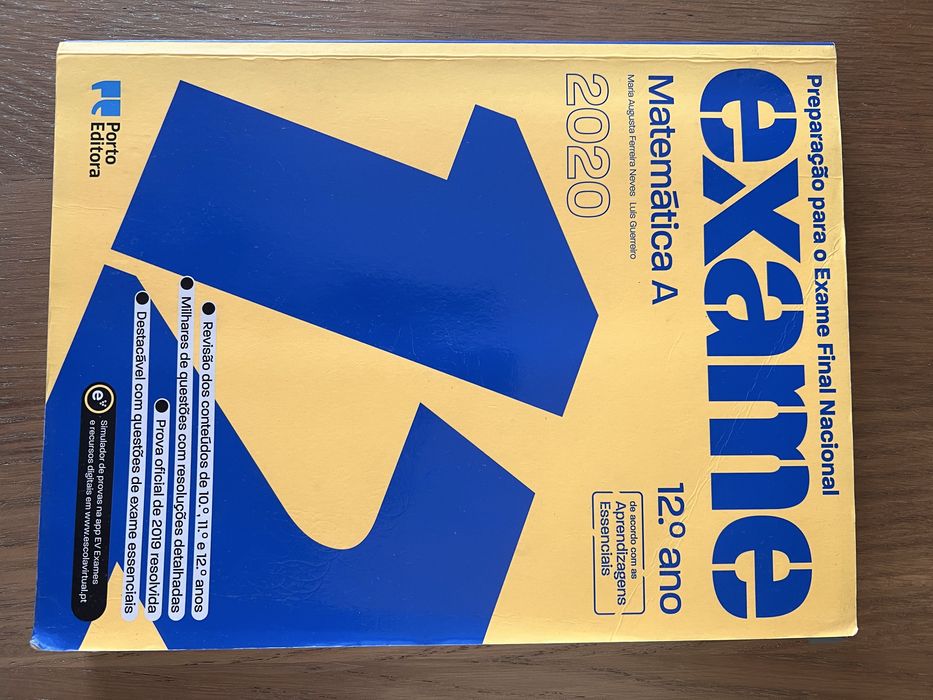 Preparação para o Exame Final Nacional
exame
Matemática A
12.º ano
Maria Augusta Ferreira Neves Luís Guerreiro
de acordo com as
Aprendizagens
Essenciais
2020
Revisão dos conteúdos de 10.º, 11.º e 12.º anos
Milhares de questões com resoluções detalhadas
Prova oficial de 2019 resolvida
Destacável com questões de exame essenciais
e
Simulador de provas na app EV Exames
e recursos digitais em www.escolavirtual.pt
Porto
Editora